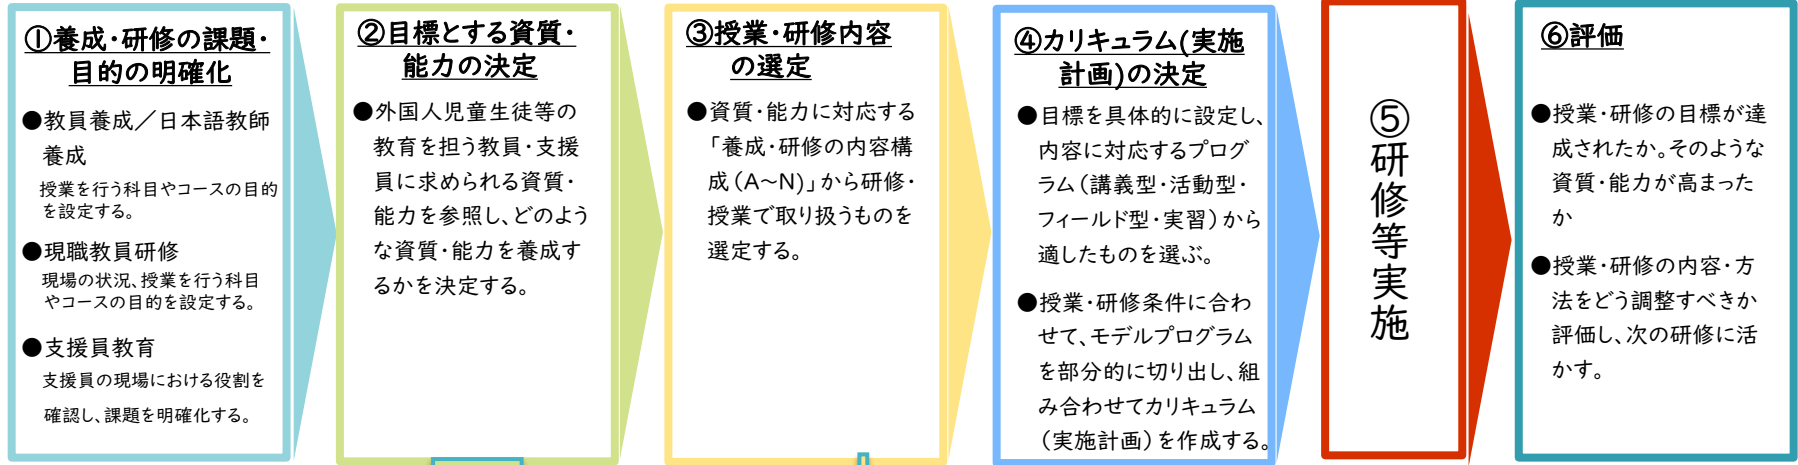 ①養成・研修の課題・
目的の明確化
●教員養成／日本語教師
養成
授業を行う科目やコースの目的
を設定する。
●現職教員研修
現場の状況、授業を行う科目
やコースの目的を設定する。
●支援員教育
支援員の現場における役割を
確認し、課題を明確化する。
②目標とする資質・
能力の決定
●外国人児童生徒等の
教育を担う教員・支援
員に求められる資質・
能力を参照し、どのよう
な資質・能力を養成す
るかを決定する。
③授業・研修内容
の選定
●資質・能力に対応する
「養成・研修の内容構
成（A～N）」から研修・
授業で取り扱うものを
選定する。
④カリキュラム(実施
計画)の決定
●目標を具体的に設定し、
内容に対応するプログ
ラム（講義型・活動型・
フィールド型・実習）から
適したものを選ぶ。
●授業・研修条件に合わ
せて、モデルプログラム
を部分的に切り出し、組
み合わせてカリキュラム
（実施計画）を作成する。
⑤研修等実施
⑥評価
●授業・研修の目標が達
成されたか。そのような
資質・能力が高まった
か
●授業・研修の内容・方
法をどう調整すべきか
評価し、次の研修に活
かす。